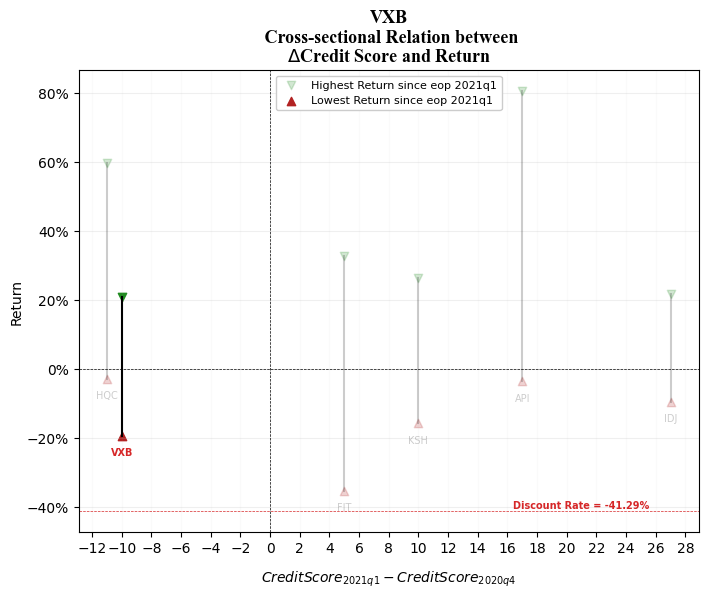 VXB
Cross-sectional Relation between
ΔCredit Score and Return
Highest Return since eop 2021q1
Lowest Return since eop 2021q1
80%
60%
40%
20%
0%
−20%
−40%
Return
HQC
VXB
FIT
KSH
API
IDJ
Discount Rate = -41.29%
−12 −10 −8 −6 −4 −2 0 2 4 6 8 10 12 14 16 18 20 22 24 26 28
CreditScore2021q1 − CreditScore2020q4